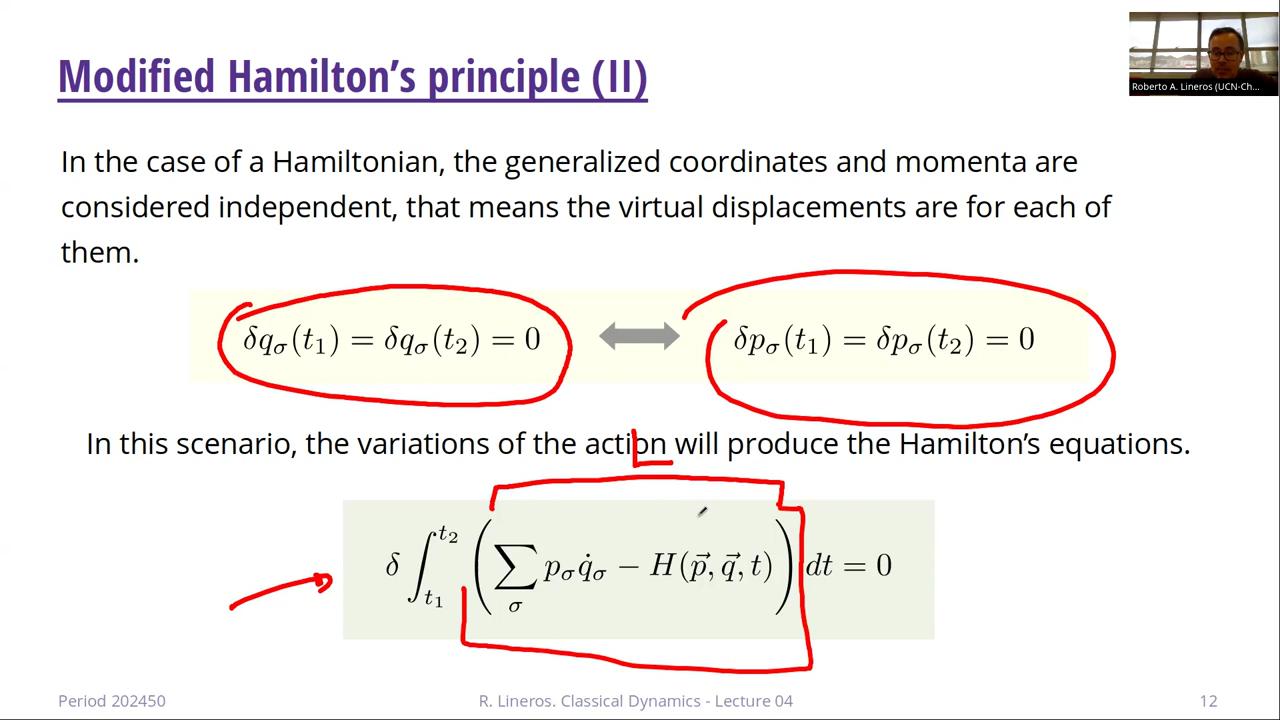 Roberto A. Lineros (UCN-Ch...
Modified Hamilton’s principle (II)
In the case of a Hamiltonian, the generalized coordinates and momenta are
considered independent, that means the virtual displacements are for each of
them.
δq_σ(t₁) = δq_σ(t₂) = 0 ⟺ δp_σ(t₁) = δp_σ(t₂) = 0
In this scenario, the variations of the action will produce the Hamilton’s equations.
L
δ ∫_{t₁}^{t₂} ( ∑_σ p_σ q̇_σ − H(p⃗, q⃗, t) ) dt = 0
Period 202450 R. Lineros. Classical Dynamics - Lecture 04 12